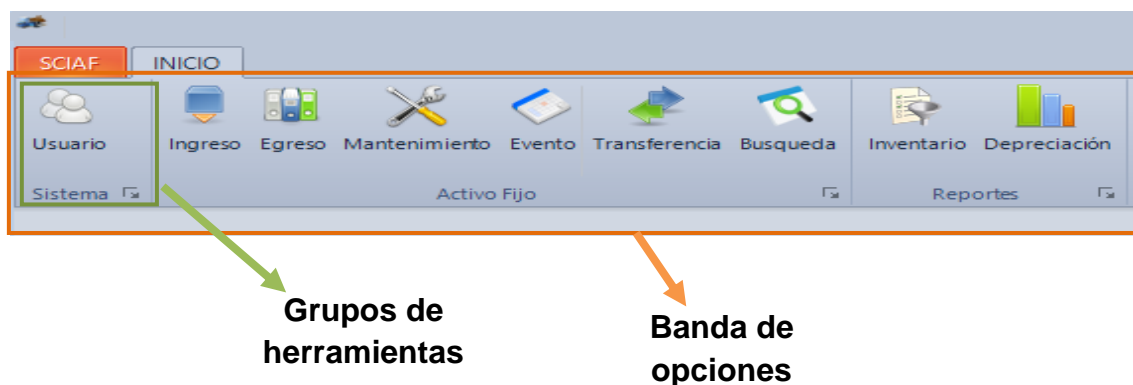 SCIAF INICIO
Usuario Ingreso Egreso Mantenimiento Evento Transferencia Busqueda Inventario Depreciación
Sistema Activo Fijo Reportes
Grupos de
herramientas
Banda de
opciones